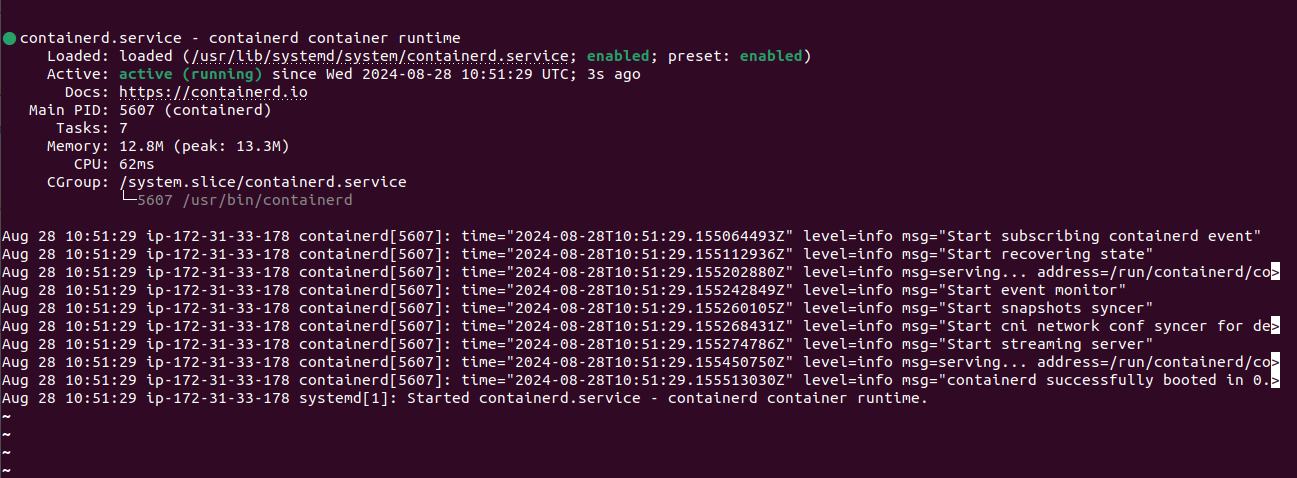 ● containerd.service - containerd container runtime
     Loaded: loaded (/usr/lib/systemd/system/containerd.service; enabled; preset: enabled)
     Active: active (running) since Wed 2024-08-28 10:51:29 UTC; 3s ago
       Docs: https://containerd.io
   Main PID: 5607 (containerd)
      Tasks: 7
     Memory: 12.8M (peak: 13.3M)
        CPU: 62ms
     CGroup: /system.slice/containerd.service
             └─5607 /usr/bin/containerd

Aug 28 10:51:29 ip-172-31-33-178 containerd[5607]: time="2024-08-28T10:51:29.155064493Z" level=info msg="Start subscribing containerd event"
Aug 28 10:51:29 ip-172-31-33-178 containerd[5607]: time="2024-08-28T10:51:29.155112936Z" level=info msg="Start recovering state"
Aug 28 10:51:29 ip-172-31-33-178 containerd[5607]: time="2024-08-28T10:51:29.155202880Z" level=info msg=serving... address=/run/containerd/co>
Aug 28 10:51:29 ip-172-31-33-178 containerd[5607]: time="2024-08-28T10:51:29.155242849Z" level=info msg="Start event monitor"
Aug 28 10:51:29 ip-172-31-33-178 containerd[5607]: time="2024-08-28T10:51:29.155260105Z" level=info msg="Start snapshots syncer"
Aug 28 10:51:29 ip-172-31-33-178 containerd[5607]: time="2024-08-28T10:51:29.155268431Z" level=info msg="Start cni network conf syncer for de>
Aug 28 10:51:29 ip-172-31-33-178 containerd[5607]: time="2024-08-28T10:51:29.155274786Z" level=info msg="Start streaming server"
Aug 28 10:51:29 ip-172-31-33-178 containerd[5607]: time="2024-08-28T10:51:29.155450750Z" level=info msg=serving... address=/run/containerd/co>
Aug 28 10:51:29 ip-172-31-33-178 containerd[5607]: time="2024-08-28T10:51:29.155513030Z" level=info msg="containerd successfully booted in 0.>
Aug 28 10:51:29 ip-172-31-33-178 systemd[1]: Started containerd.service - containerd container runtime.
~
~
~
~